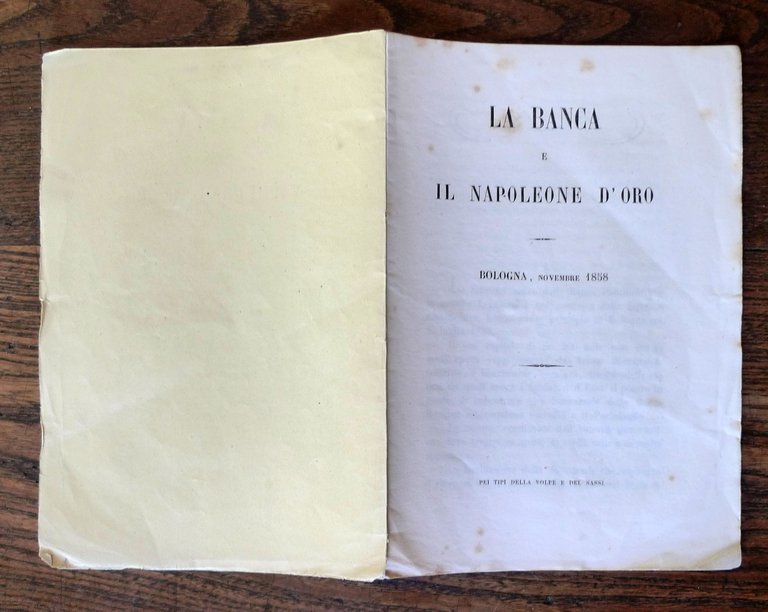 LA BANCA
E
IL NAPOLEONE D'ORO
BOLOGNA, NOVEMBRE 1858
PEI TIPI DELLA VOLPE E DEL SASSI